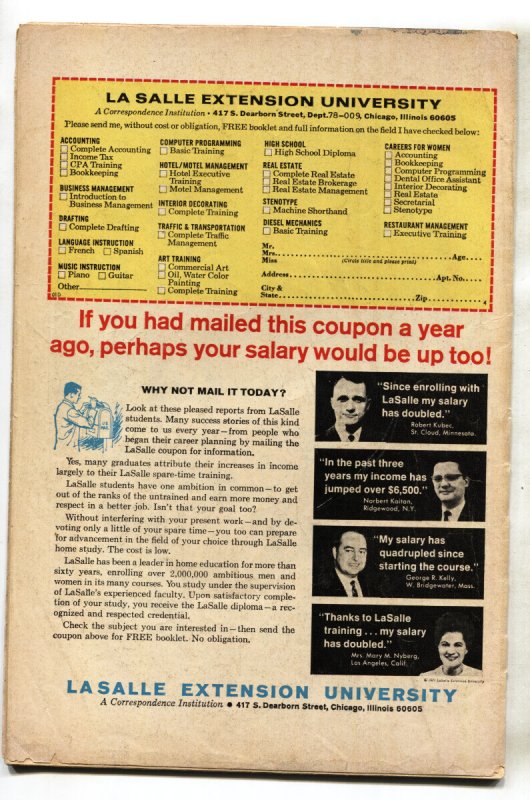 LA SALLE EXTENSION UNIVERSITY
A Correspondence Institution • 417 S. Dearborn Street, Dept. 78-009, Chicago, Illinois 60605
Please send me, without cost or obligation, FREE booklet and full information on the field I have checked below:
ACCOUNTING
Complete Accounting
Income Tax
CPA Training
Bookkeeping
BUSINESS MANAGEMENT
Introduction to
Business Management
DRAFTING
Complete Drafting
LANGUAGE INSTRUCTION
French Spanish
MUSIC INSTRUCTION
Piano Guitar
Other
COMPUTER PROGRAMMING
Basic Training
HOTEL/MOTEL MANAGEMENT
Hotel Executive
Training
Motel Management
INTERIOR DECORATING
Complete Training
TRAFFIC & TRANSPORTATION
Complete Traffic
Management
ART TRAINING
Commercial Art
Oil, Water Color
Painting
Complete Training
HIGH SCHOOL
High School Diploma
REAL ESTATE
Complete Real Estate
Real Estate Brokerage
Real Estate Management
STENOTYPE
Machine Shorthand
DIESEL MECHANICS
Basic Training
CAREERS FOR WOMEN
Accounting
Bookkeeping
Computer Programming
Dental Office Assistant
Interior Decorating
Real Estate
Secretarial
Stenotype
RESTAURANT MANAGEMENT
Executive Training
Mr.
Mrs. Age
Miss (Circle title and please print)
Address Apt. No.
City &
State Zip
4
If you had mailed this coupon a year
ago, perhaps your salary would be up too!
WHY NOT MAIL IT TODAY?
Look at these pleased reports from LaSalle
students. Many success stories of this kind
come to us every year—from people who
began their career planning by mailing the
LaSalle coupon for information.
Yes, many graduates attribute their increases in income
largely to their LaSalle spare-time training.
LaSalle students have one ambition in common—to get
out of the ranks of the untrained and earn more money and
respect in a better job. Isn't that your goal too?
Without interfering with your present work—and by de-
voting only a little of your spare time—you too can prepare
for advancement in the field of your choice through LaSalle
home study. The cost is low.
LaSalle has been a leader in home education for more than
sixty years, enrolling over 2,000,000 ambitious men and
women in its many courses. You study under the supervision
of LaSalle's experienced faculty. Upon satisfactory comple-
tion of your study, you receive the LaSalle diploma—a rec-
ognized and respected credential.
Check the subject you are interested in—then send the
coupon above for FREE booklet. No obligation.
"Since enrolling with
LaSalle my salary
has doubled."
Robert Kubec,
St. Cloud, Minnesota.
"In the past three
years my income has
jumped over $6,500."
Norbert Kaitan,
Ridgewood, N.Y.
"My salary has
quadrupled since
starting the course."
George R. Kelly,
W. Bridgewater, Mass.
"Thanks to LaSalle
training . . . my salary
has doubled."
Mrs. Mary M. Nyberg,
Los Angeles, Calif.
LA SALLE EXTENSION UNIVERSITY
A Correspondence Institution • 417 S. Dearborn Street, Chicago, Illinois 60605